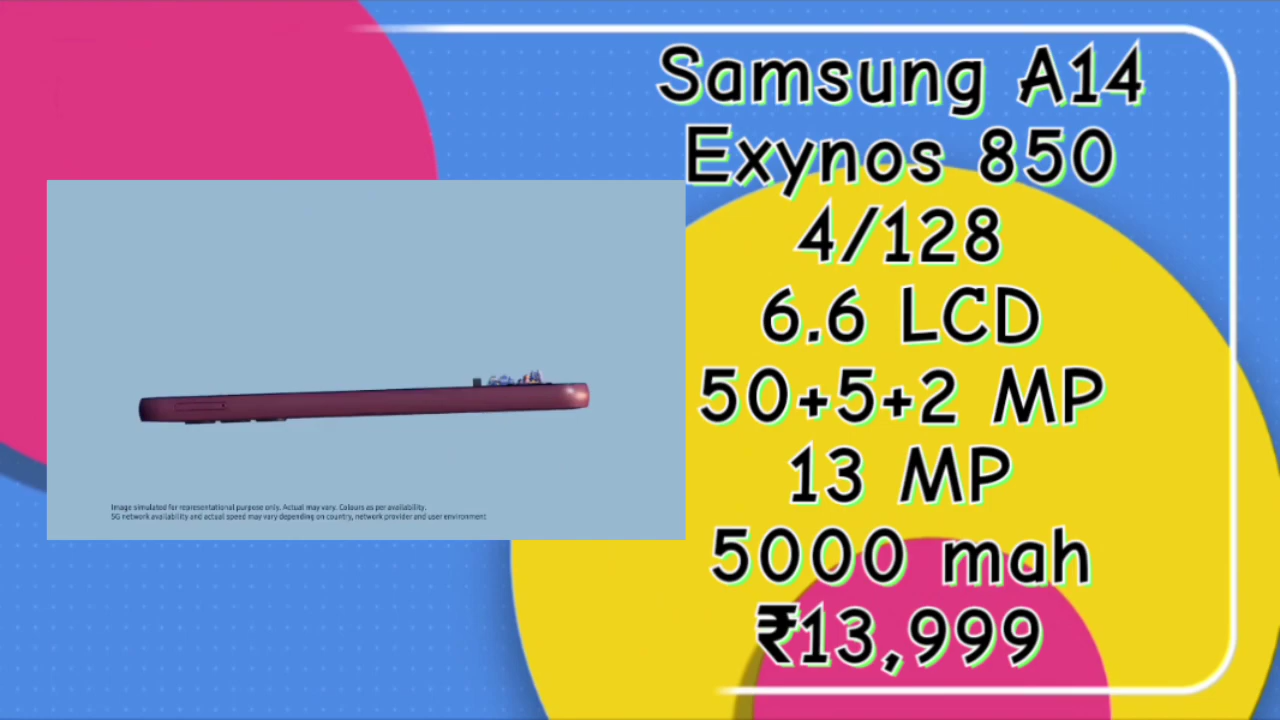 Samsung A14
Exynos 850
4/128
6.6 LCD
50+5+2 MP
13 MP
5000 mah
₹13,999
Image simulated for representational purpose only. Actual may vary. Colours as per availability.
5G network availability and actual speed may vary depending on country, network provider and user environment